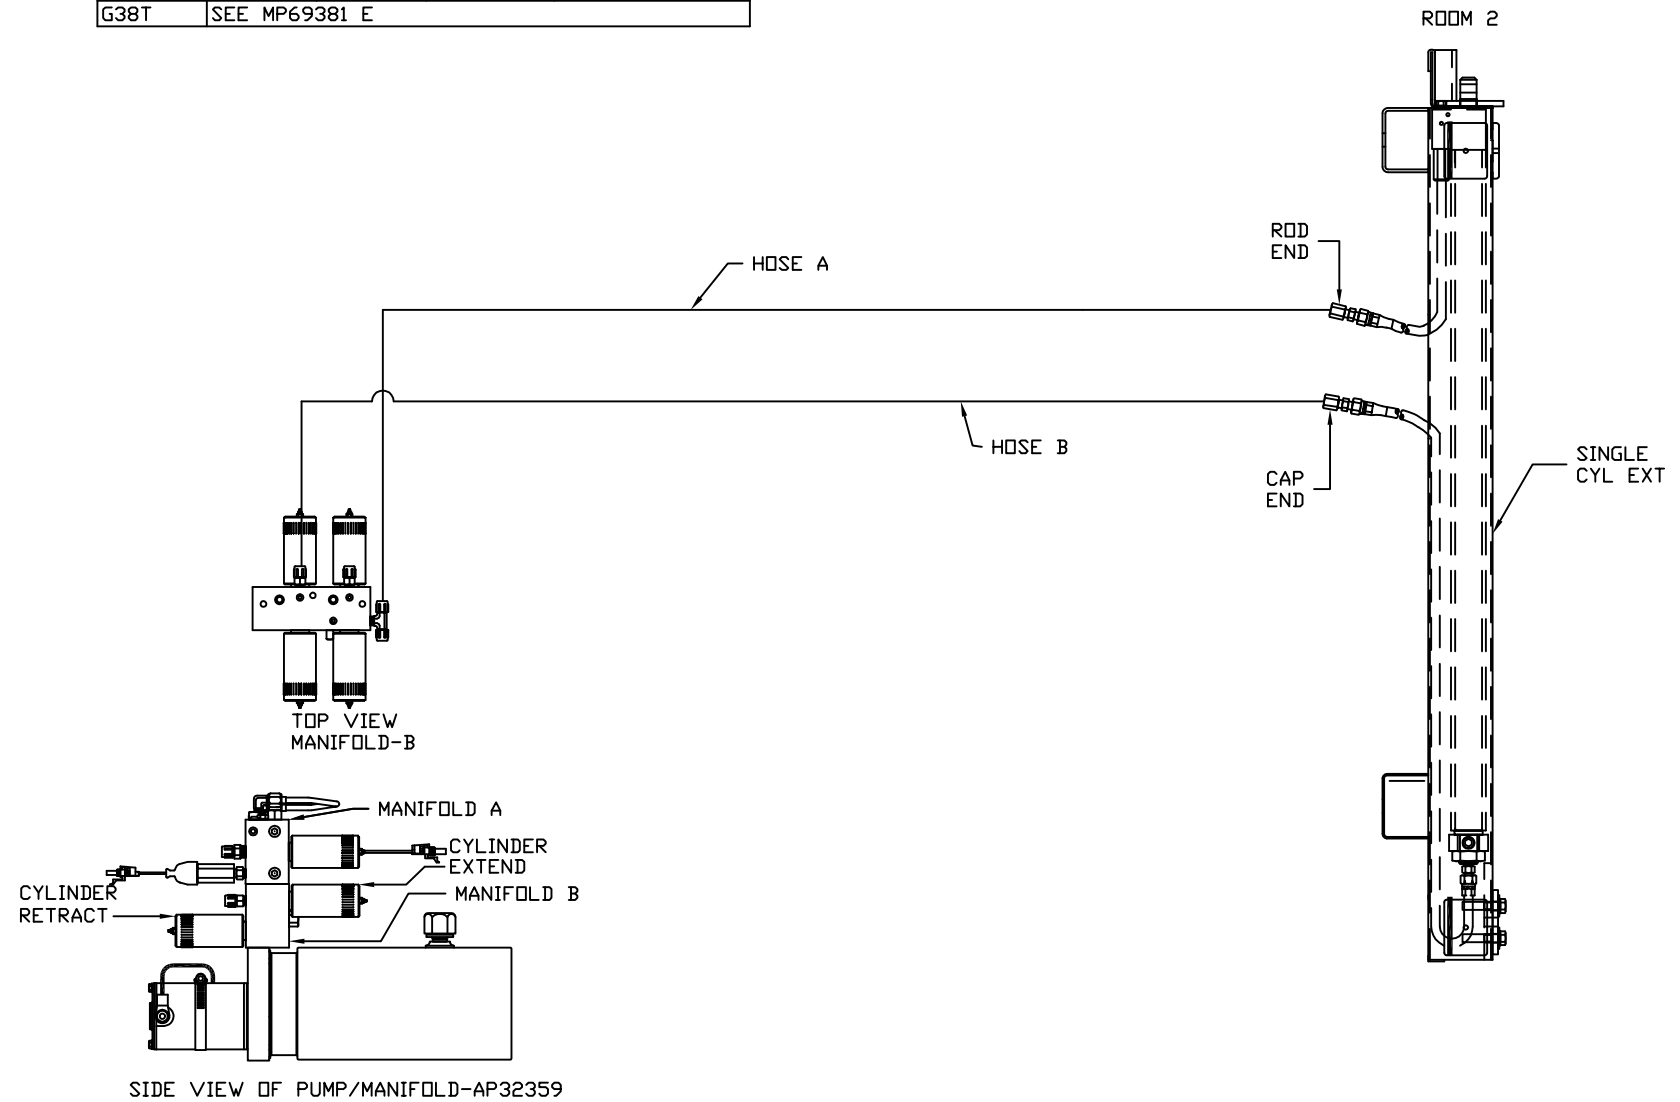 G38T SEE MP69381 E
ROOM 2
ROD
END
HOSE A
HOSE B
CAP
END
SINGLE
CYL EXT
TOP VIEW
MANIFOLD-B
MANIFOLD A
CYLINDER
EXTEND
CYLINDER
RETRACT
MANIFOLD B
SIDE VIEW OF PUMP/MANIFOLD-AP32359